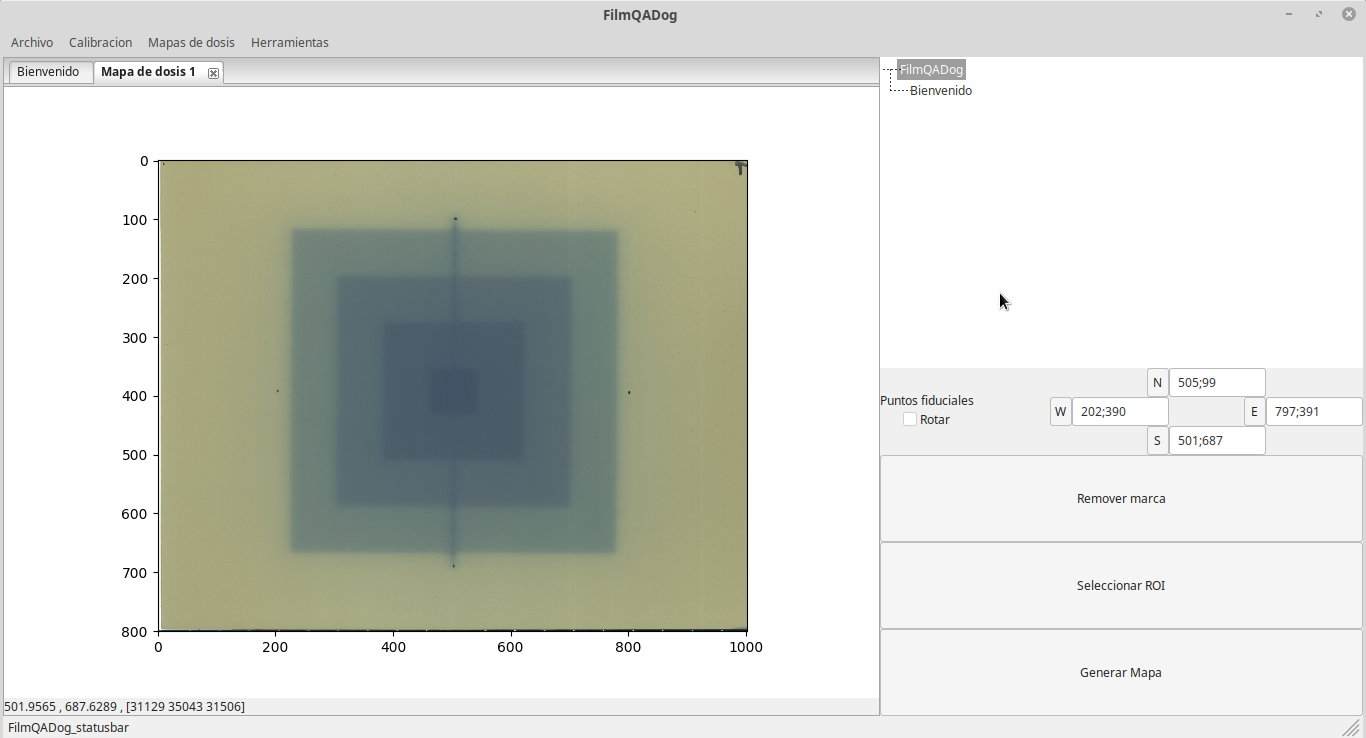 FilmQADog
Archivo Calibracion Mapas de dosis Herramientas
Bienvenido Mapa de dosis 1
FilmQADog
Bienvenido
0
100
200
300
400
500
600
700
800
0 200 400 600 800 1000
T
Puntos fiduciales
Rotar
N 505;99
W 202;390 E 797;391
S 501;687
Remover marca
Seleccionar ROI
Generar Mapa
501.9565 , 687.6289 , [31129 35043 31506]
FilmQADog_statusbar